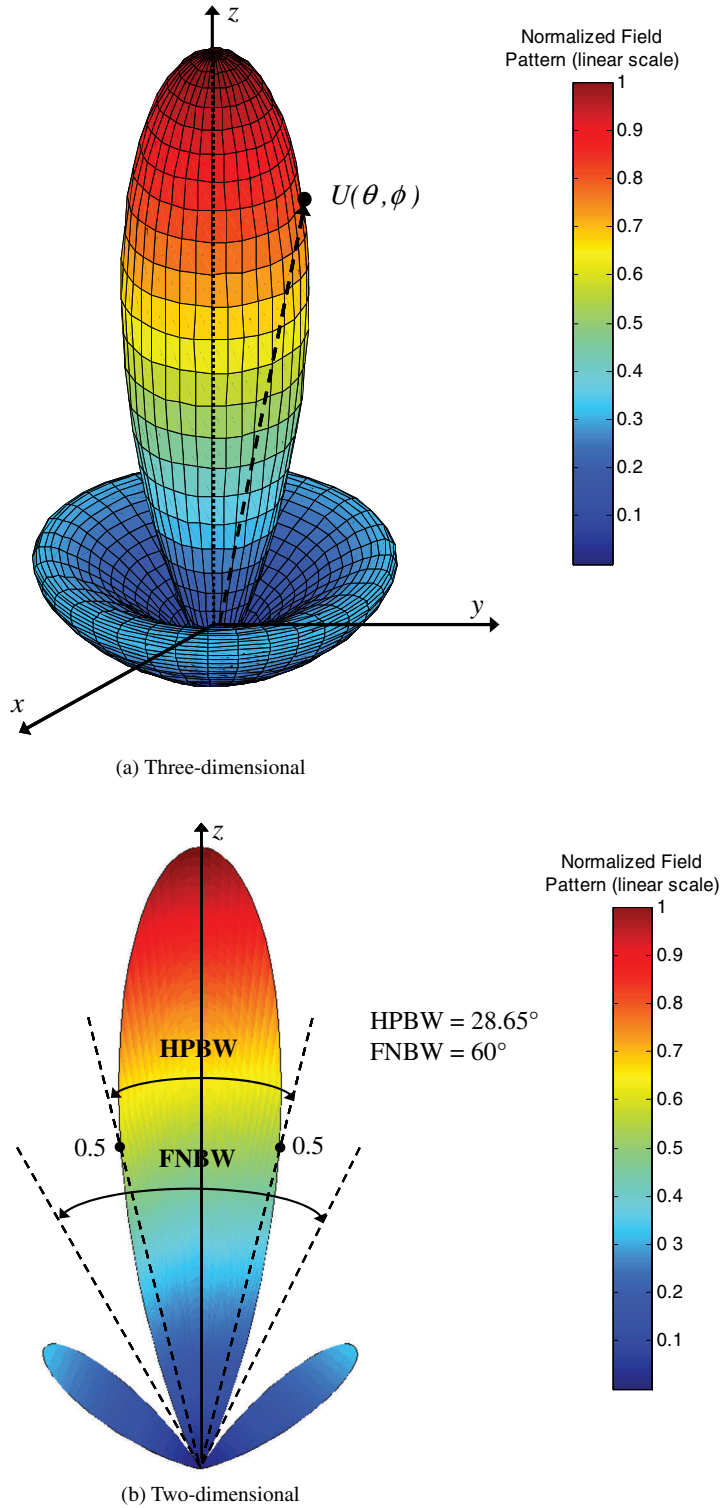 z
Normalized Field
Pattern (linear scale)
1
0.9
0.8
0.7
0.6
0.5
0.4
0.3
0.2
0.1
U(θ,ϕ)
y
x
(a) Three-dimensional
z
Normalized Field
Pattern (linear scale)
1
0.9
0.8
0.7
0.6
0.5
0.4
0 3
0.2
0.1
HPBW = 28.65°
FNBW = 60°
HPBW
0.5
0.5
FNBW
(b) Two-dimensional